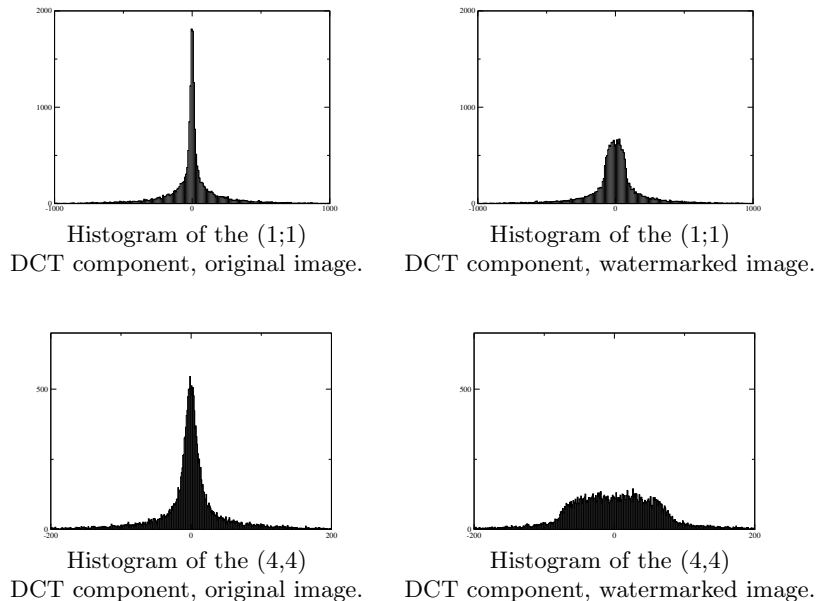 2000
1000
0
-1000
0
1000
Histogram of the (1;1)
DCT component, original image.
2000
1000
0
-1000
0
1000
Histogram of the (1;1)
DCT component, watermarked image.
500
0
-200
0
200
Histogram of the (4,4)
DCT component, original image.
500
0
-200
0
200
Histogram of the (4,4)
DCT component, watermarked image.